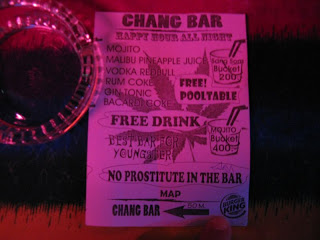 CHANG BAR
HAPPY HOUR ALL NIGHT
MOJITO
MALIBU PINEAPPLE JUICE
VODKA REDBULL
RUM COKE
GIN TONIC
BACARDI COKE
Bucket
200
FREE!
POOLTABLE
FREE DRINK
Mojito
Bucket
400
BEST BAR FOR
YOUNGSTERS
NO PROSTITUTE IN THE BAR
MAP
CHANG BAR
50 M.
BURGER
KING